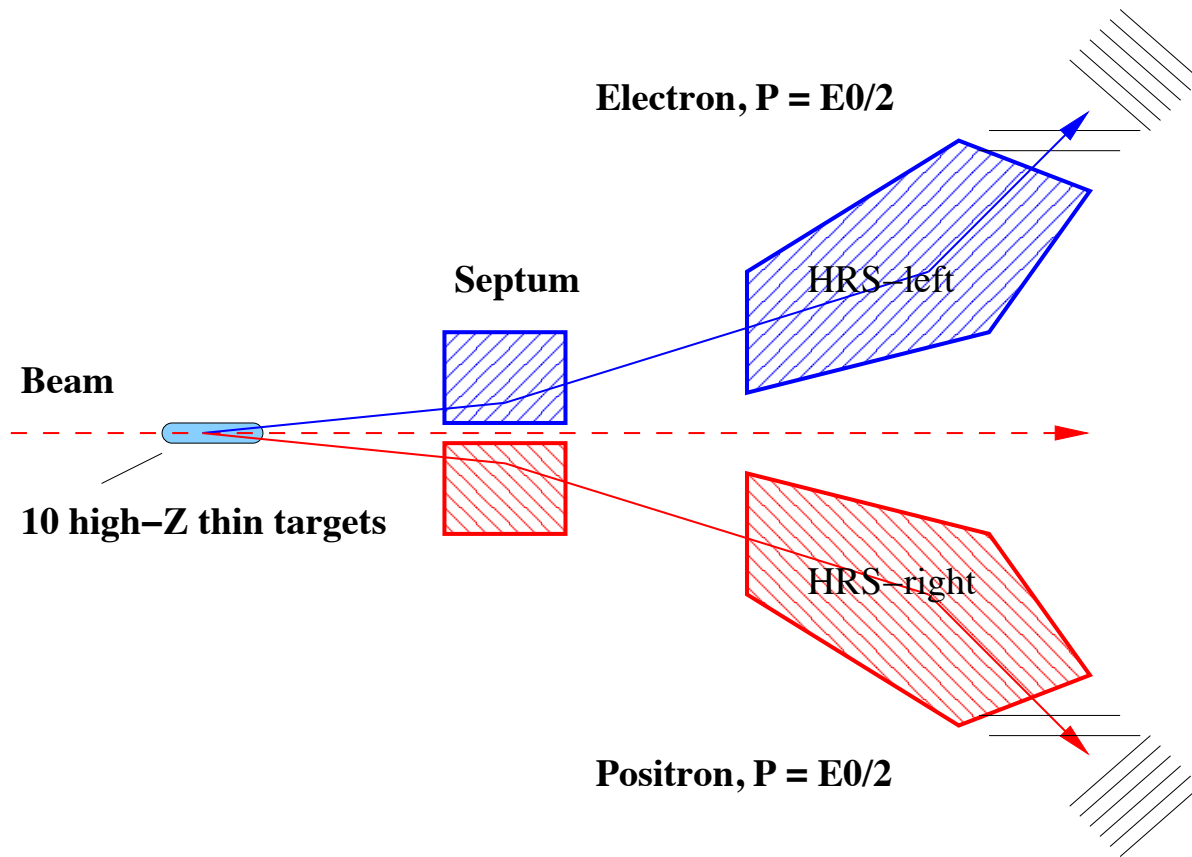 Electron, P = E0/2
HRS−left
Septum
Beam
10 high−Z thin targets
HRS−right
Positron, P = E0/2